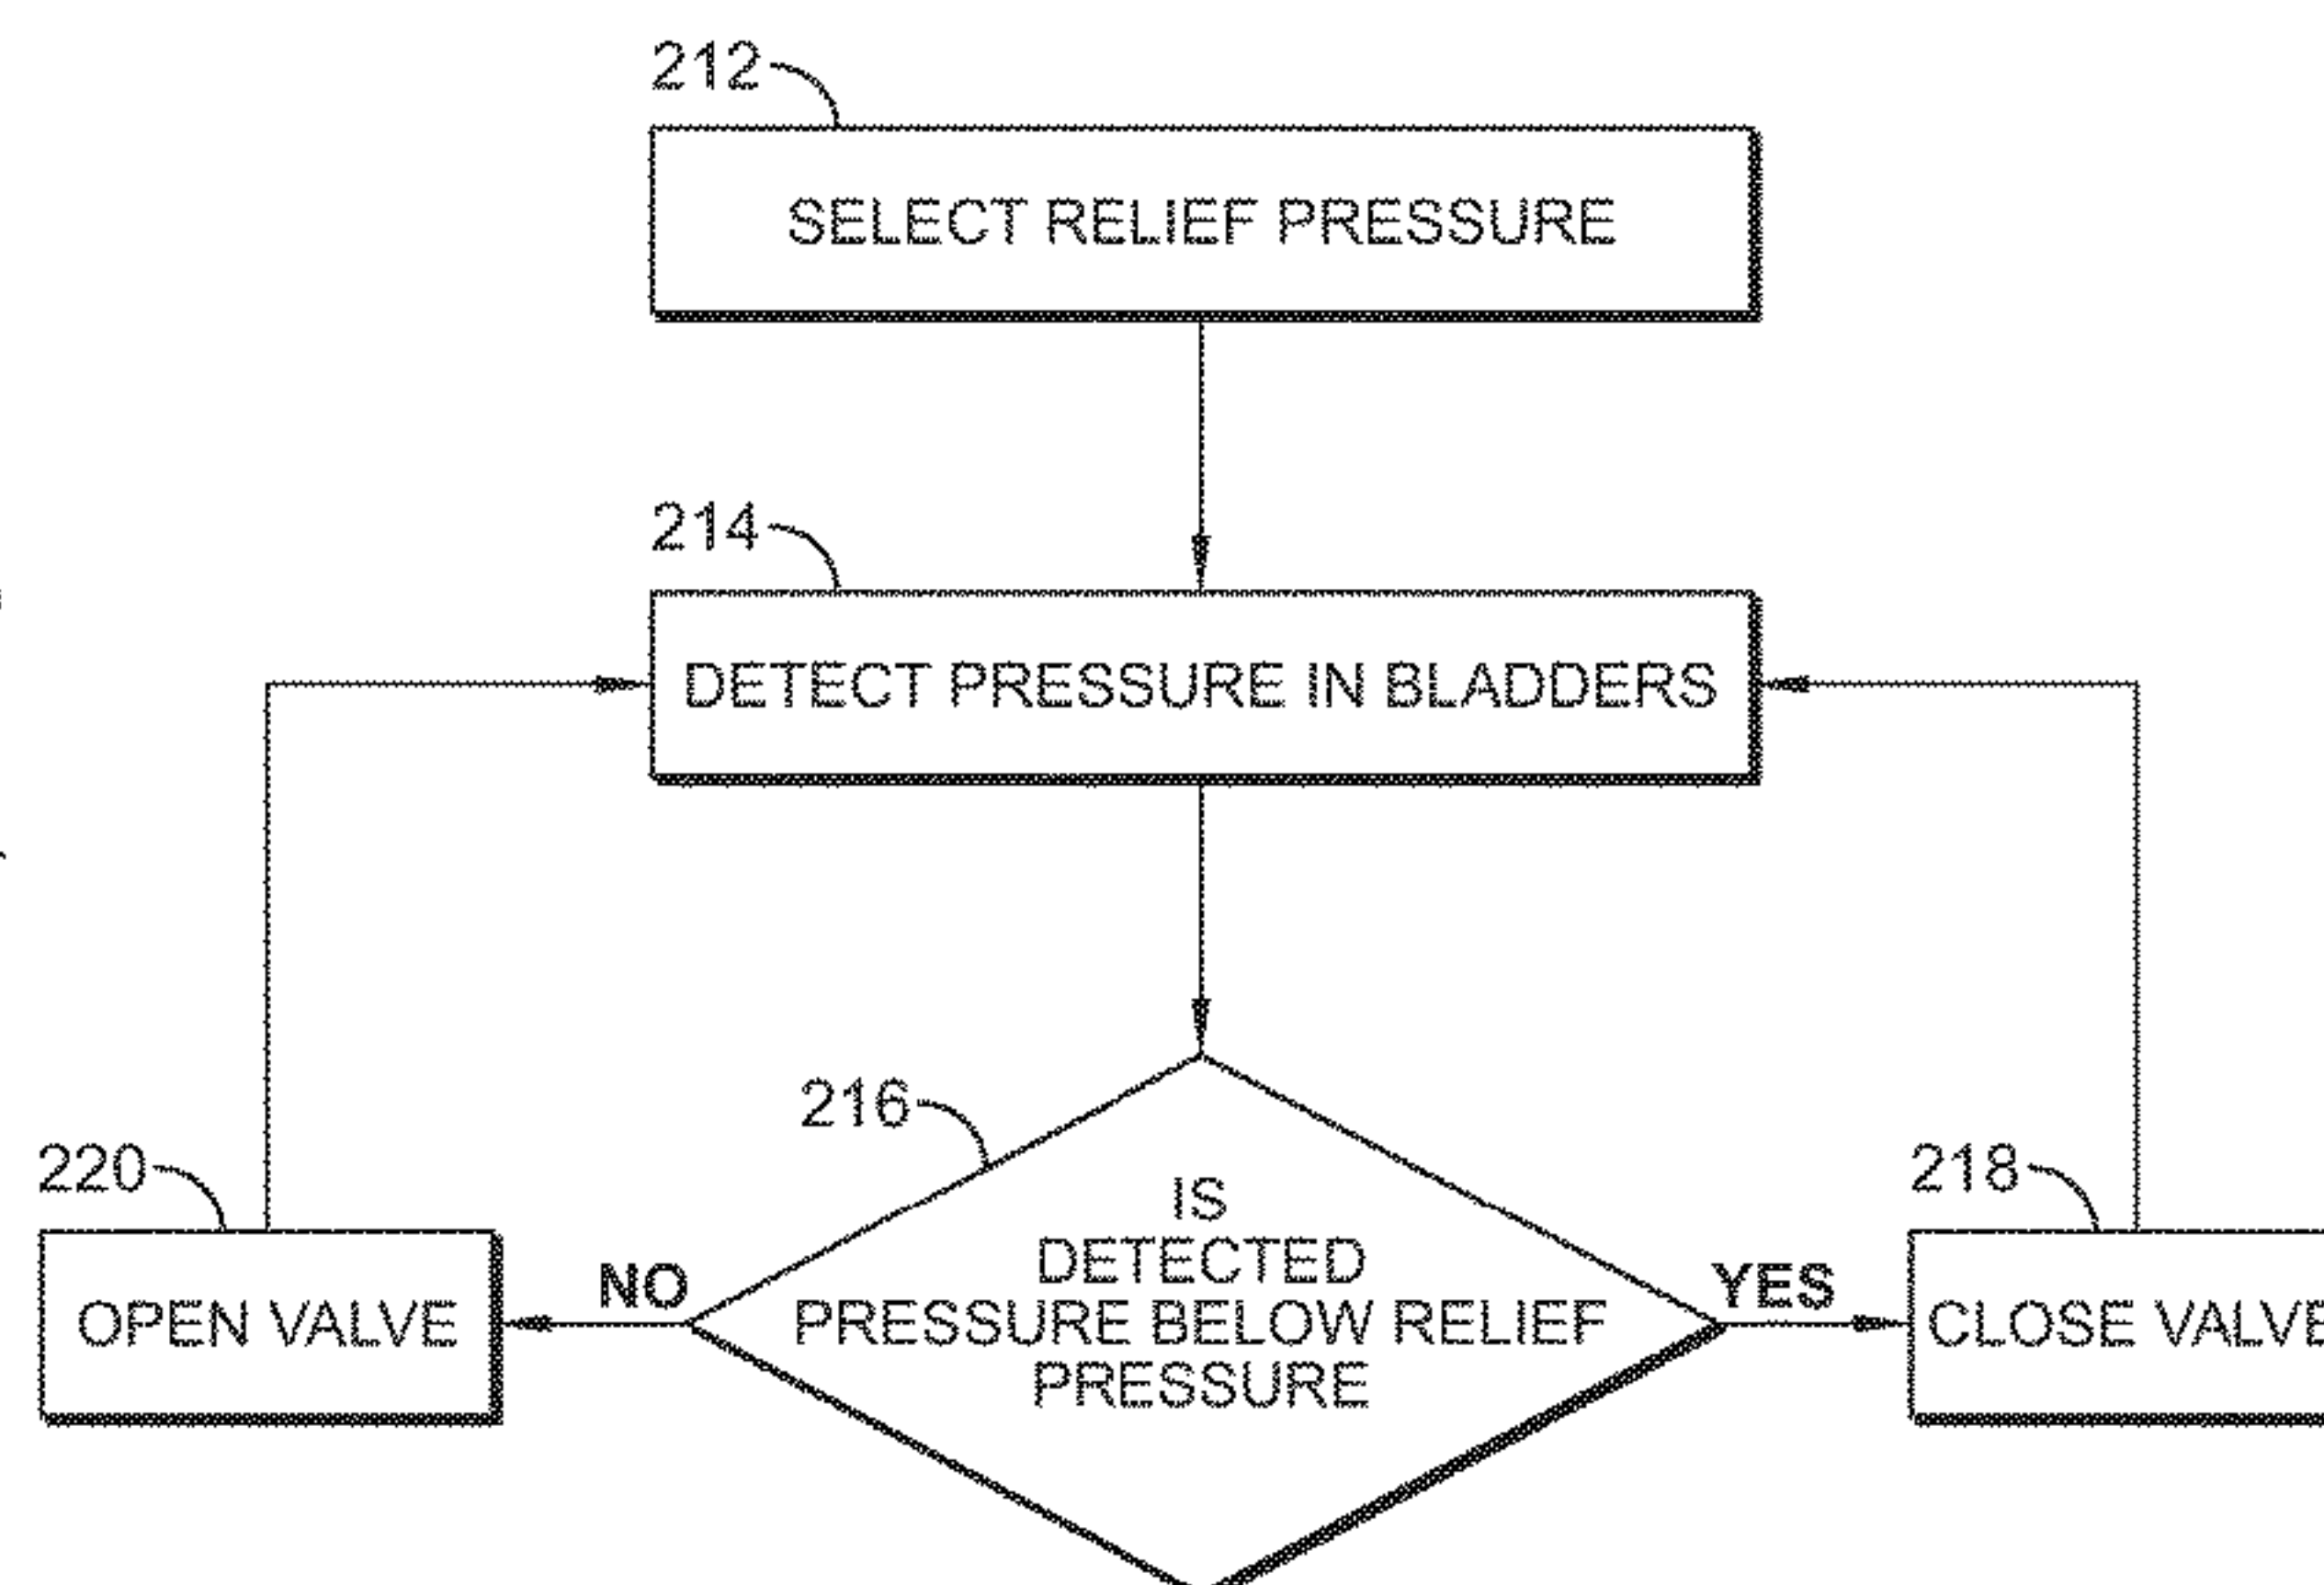 212
SELECT RELIEF PRESSURE
214
DETECT PRESSURE IN BLADDERS
216
220
218
IS
DETECTED
NO
YES
OPEN VALVE
PRESSURE BELOW RELIEF
CLOSE VALVE
PRESSURE